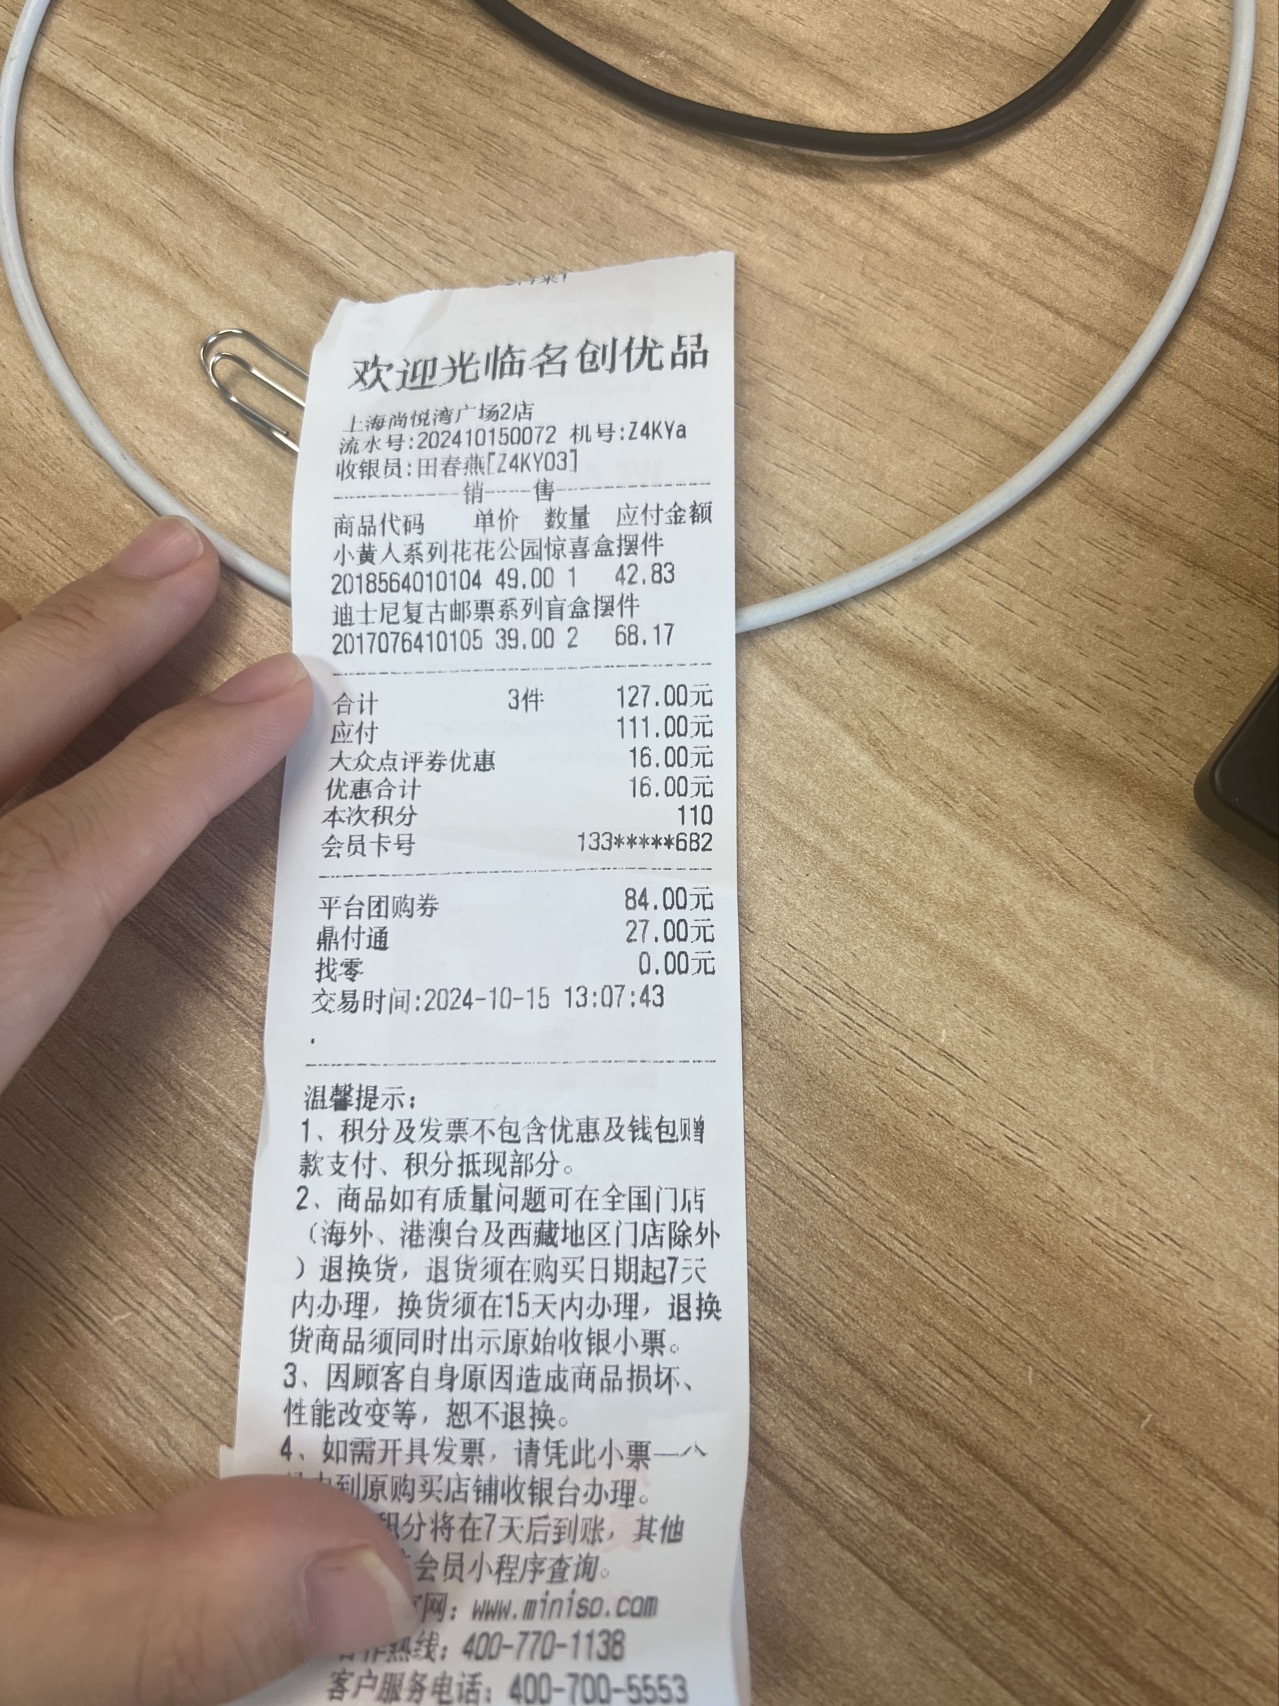 欢迎光临名创优品
上海尚悦湾广场2店
流水号:202410150072 机号:Z4KYa
收银员:田春燕[Z4KY03]
--------------销----售--------------
商品代码 单价 数量 应付金额
小黄人系列花花公园惊喜盒摆件
2018564010104 49.00 1 42.83
迪士尼复古邮票系列盲盒摆件
2017076410105 39.00 2 68.17
合计 3件 127.00元
应付 111.00元
大众点评券优惠 16.00元
优惠合计 16.00元
本次积分 110
会员卡号 133*****682
平台团购券 84.00元
鼎付通 27.00元
找零 0.00元
交易时间:2024-10-15 13:07:43
.
温馨提示:
1、积分及发票不包含优惠及钱包赠
款支付、积分抵现部分。
2、商品如有质量问题可在全国门店
（海外、港澳台及西藏地区门店除外
）退换货，退货须在购买日期起7天
内办理，换货须在15天内办理，退换
货商品须同时出示原始收银小票。
3、因顾客自身原因造成商品损坏、
性能改变等，恕不退换。
4、如需开具发票，请凭此小票一个
到原购买店铺收银台办理。
积分将在7天后到账，其他
会员小程序查询。
网: www.miniso.com
热线: 400-770-1138
客户服务电话: 400-700-5553